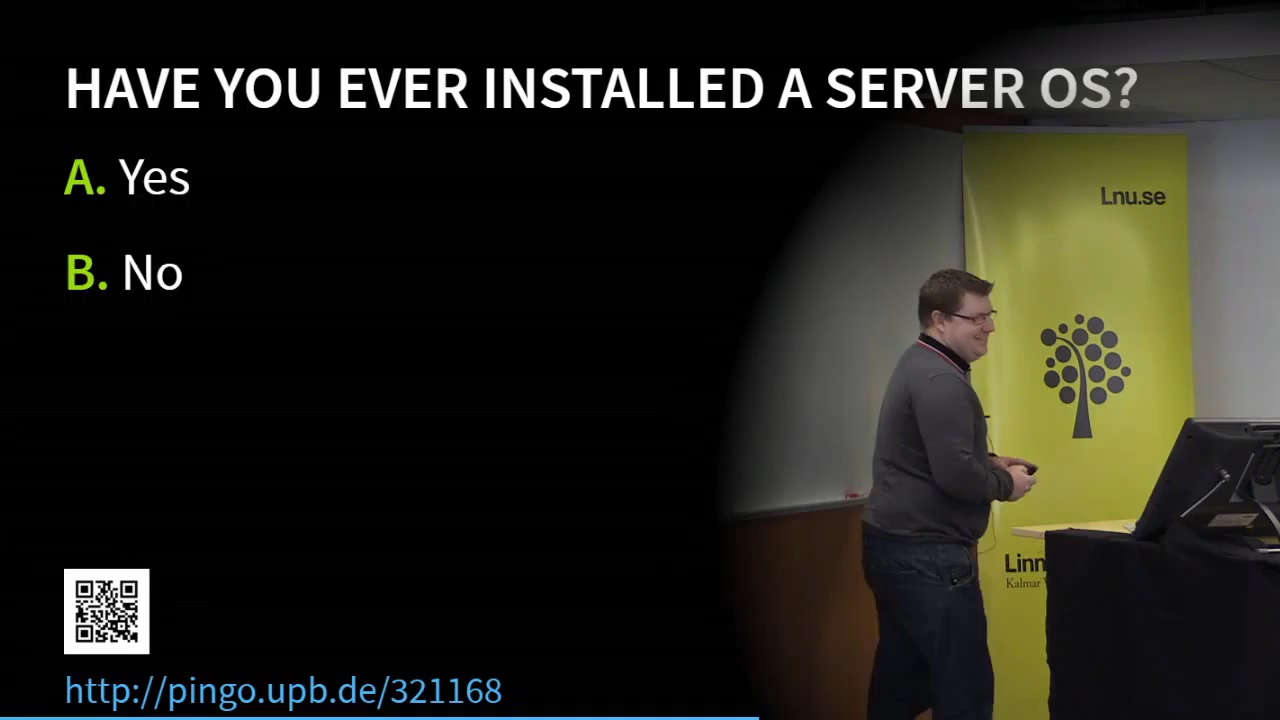 HAVE YOU EVER INSTALLED A SERVER OS?
A. Yes
B. No
Lnu.se
Linn
Kalmar
http://pingo.upb.de/321168